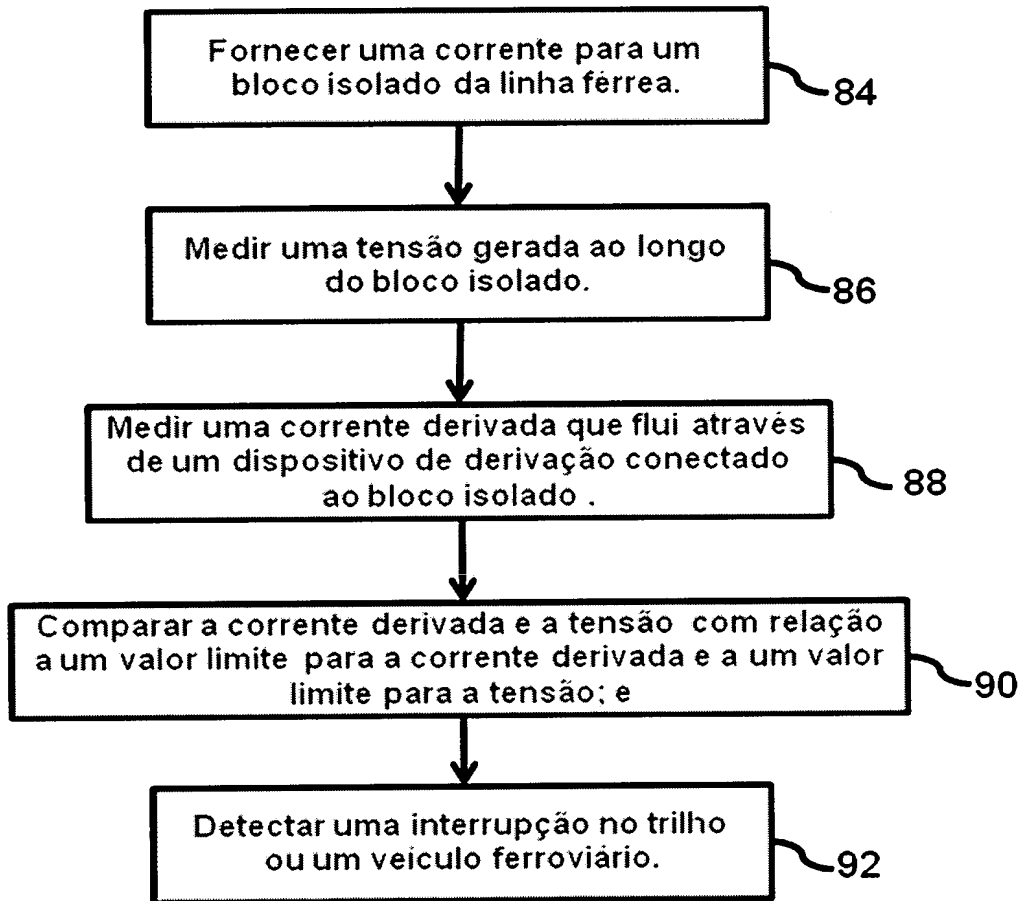 Fornecer uma corrente para um
bloco isolado da linha férrea.
84
Medir uma tensão gerada ao longo
do bloco isolado.
86
Medir uma corrente derivada que flui através
de um dispositivo de derivação conectado
ao bloco isolado .
88
Comparar a corrente derivada e a tensão com relação
a um valor limite para a corrente derivada e a um valor
limite para a tensão; e
90
Detectar uma interrupção no trilho
ou um veículo ferroviário.
92